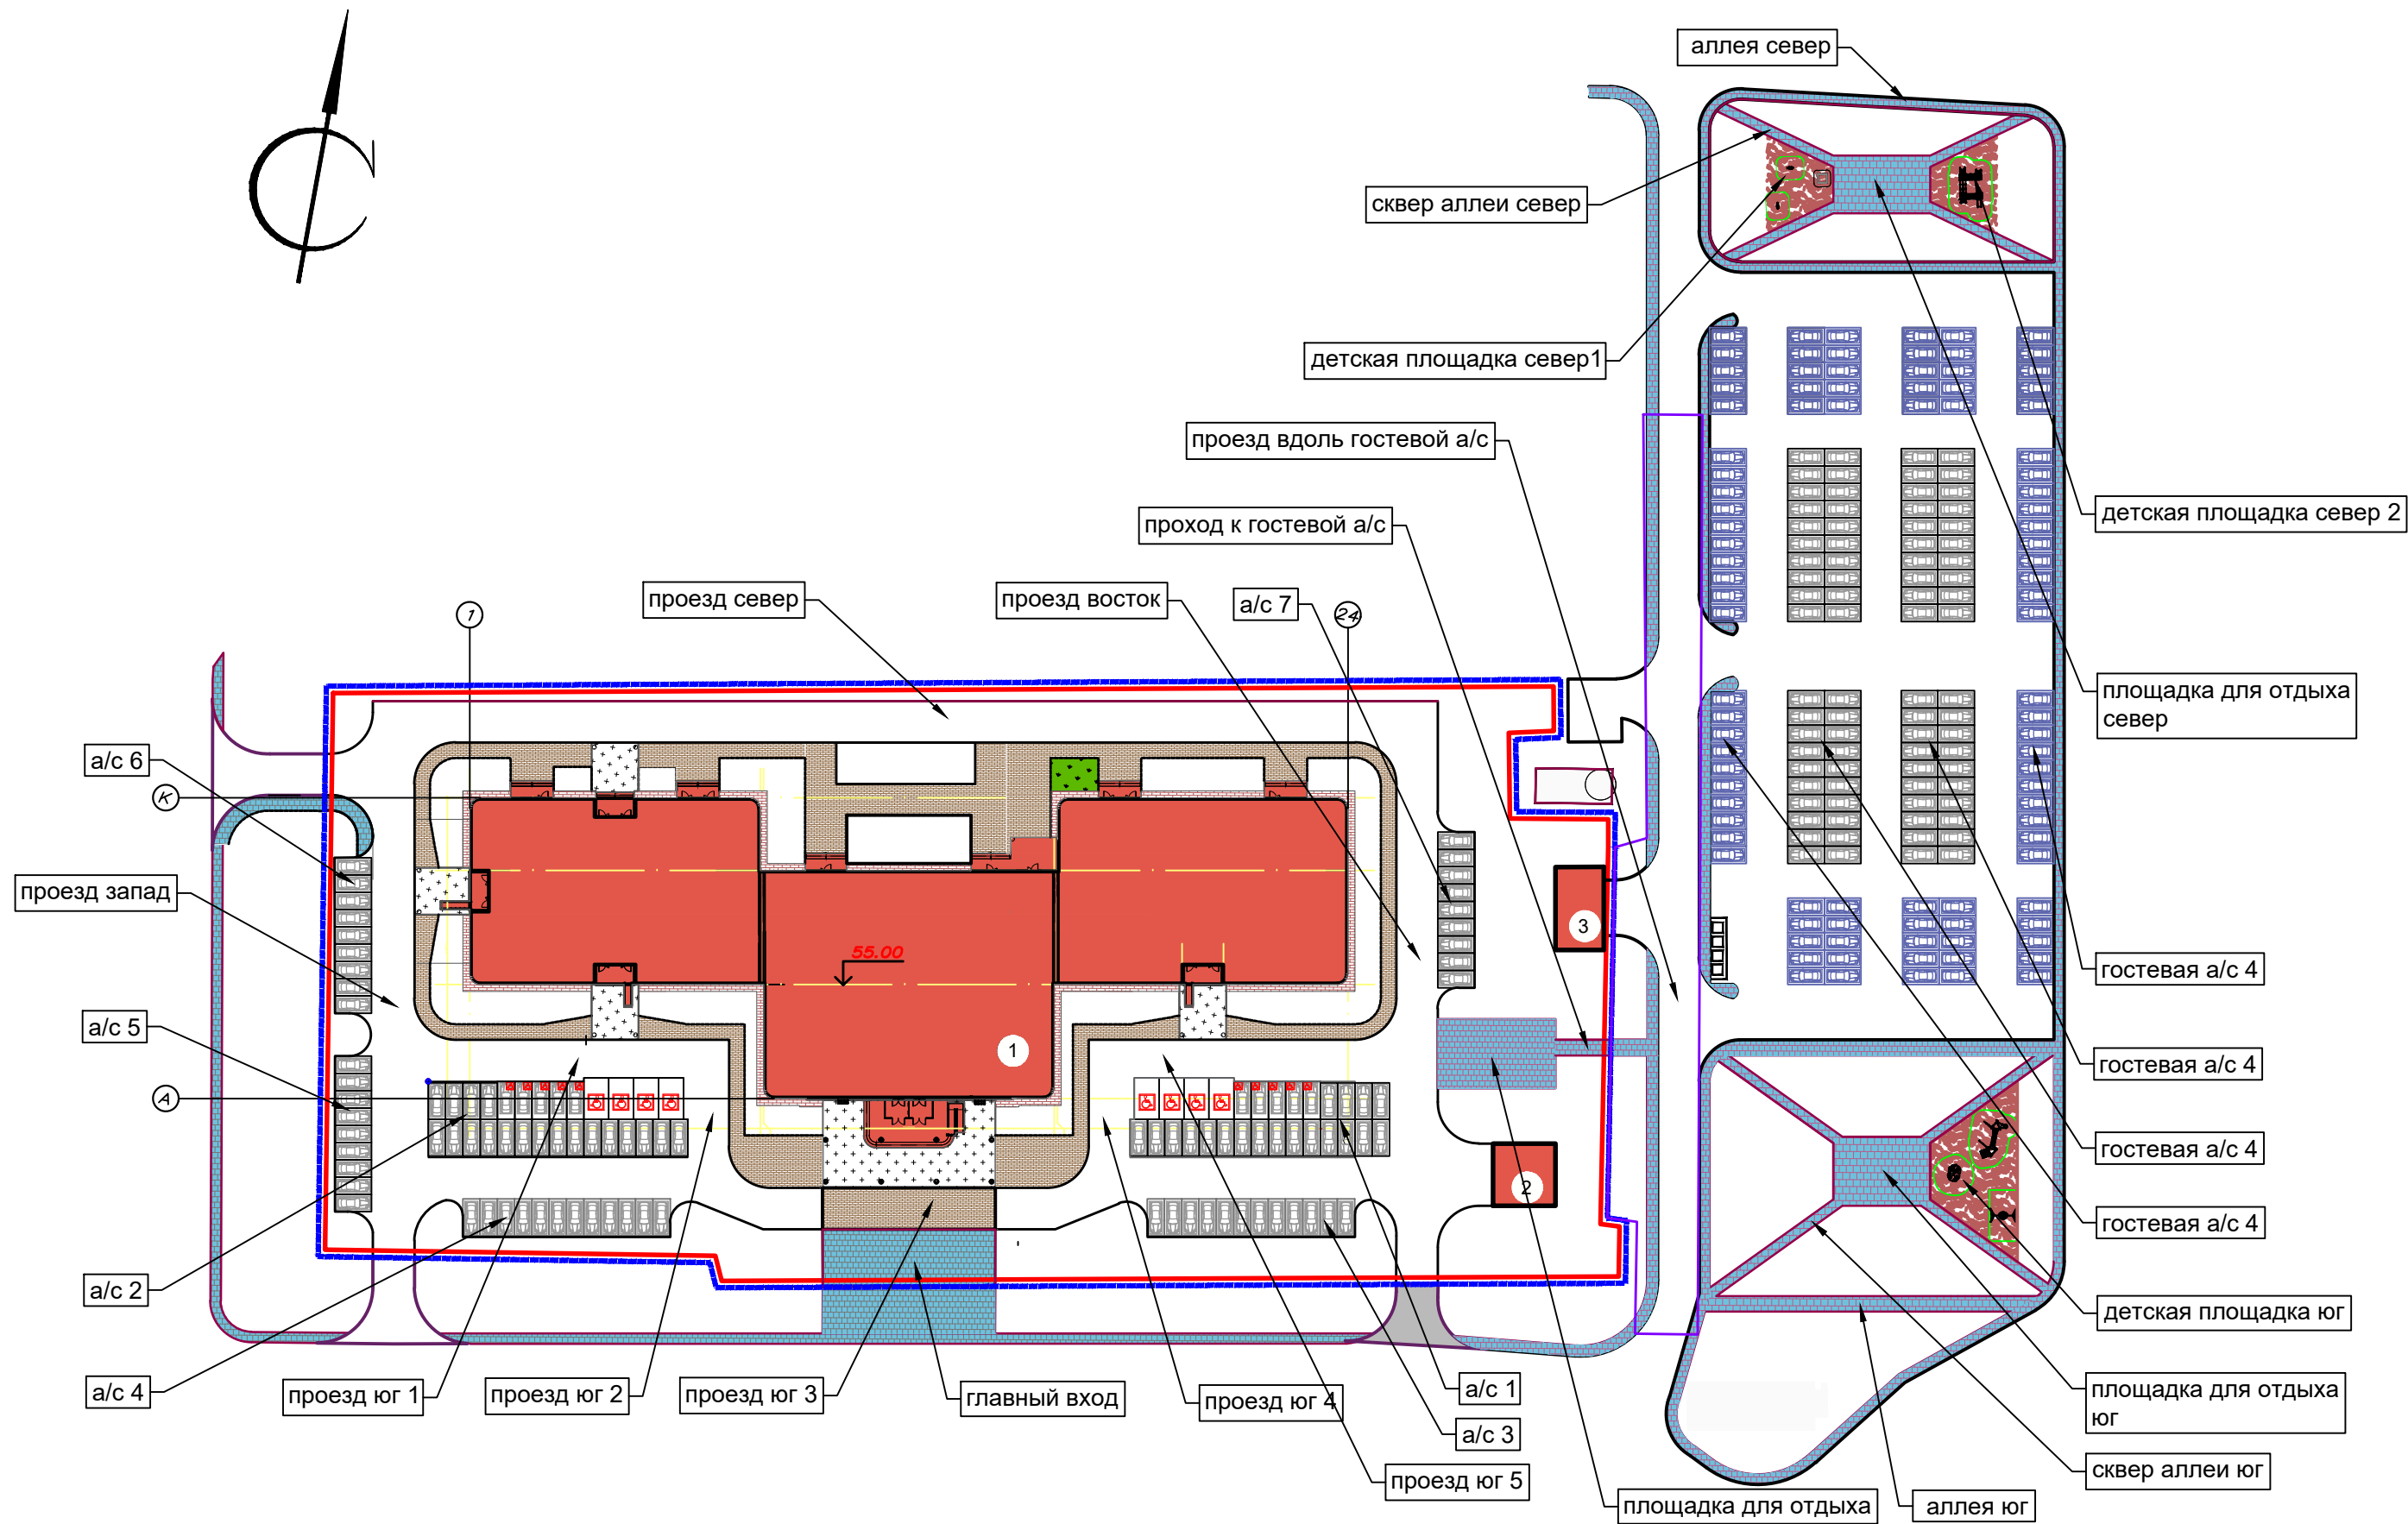 аллея север
сквер аллеи север
детская площадка север1
проезд вдоль гостевой а/с
проход к гостевой а/с
детская площадка север 2
проезд север
проезд восток
а/с 7
1
24
площадка для отдыха
север
а/с 6
К
проезд запад
55.00
3
гостевая а/с 4
а/с 5
1
гостевая а/с 4
А
гостевая а/с 4
2
гостевая а/с 4
а/с 2
детская площадка юг
а/с 4
проезд юг 1
проезд юг 2
проезд юг 3
главный вход
проезд юг 4
а/с 1
площадка для отдыха
юг
а/с 3
проезд юг 5
сквер аллеи юг
площадка для отдыха
аллея юг